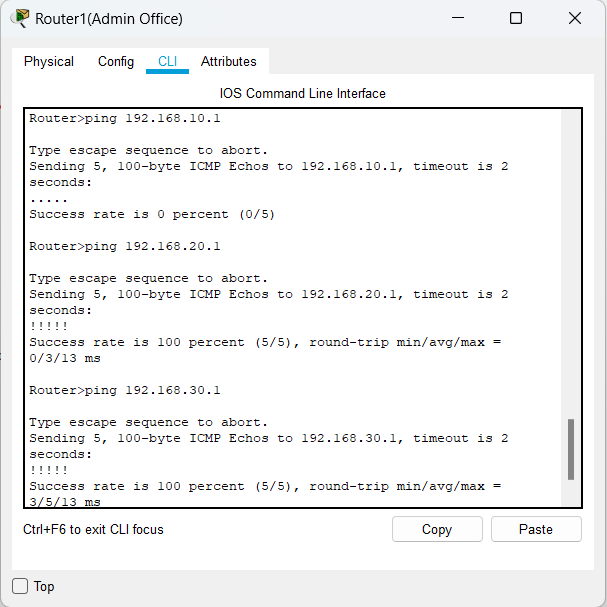 Router1(Admin Office)
Physical Config CLI Attributes
IOS Command Line Interface
Router>ping 192.168.10.1
Type escape sequence to abort.
Sending 5, 100-byte ICMP Echos to 192.168.10.1, timeout is 2
seconds:
.....
Success rate is 0 percent (0/5)
Router>ping 192.168.20.1
Type escape sequence to abort.
Sending 5, 100-byte ICMP Echos to 192.168.20.1, timeout is 2
seconds:
!!!!!
Success rate is 100 percent (5/5), round-trip min/avg/max =
0/3/13 ms
Router>ping 192.168.30.1
Type escape sequence to abort.
Sending 5, 100-byte ICMP Echos to 192.168.30.1, timeout is 2
seconds:
!!!!!
Success rate is 100 percent (5/5), round-trip min/avg/max =
3/5/13 ms
Ctrl+F6 to exit CLI focus
Copy Paste
Top